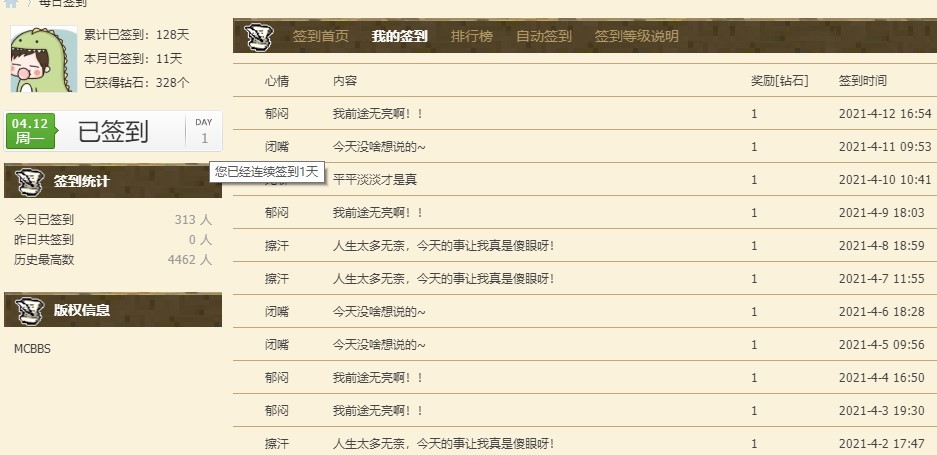 每日签到
累计已签到：128天
本月已签到：11天
已获得钻石：328个
04.12
周一
已签到
DAY
1
您已经连续签到1天
签到统计
今日已签到 313 人
昨日共签到 0 人
历史最高数 4462 人
版权信息
MCBBS
签到首页 我的签到 排行榜 自动签到 签到等级说明
心情 内容 奖励[钻石] 签到时间
郁闷 我前途无亮啊！！ 1 2021-4-12 16:54
闭嘴 今天没啥想说的~ 1 2021-4-11 09:53
平平淡淡才是真 1 2021-4-10 10:41
郁闷 我前途无亮啊！！ 1 2021-4-9 18:03
擦汗 人生太多无奈，今天的事让我真是傻眼呀! 1 2021-4-8 18:59
擦汗 人生太多无奈，今天的事让我真是傻眼呀! 1 2021-4-7 11:55
闭嘴 今天没啥想说的~ 1 2021-4-6 18:28
闭嘴 今天没啥想说的~ 1 2021-4-5 09:56
郁闷 我前途无亮啊！！ 1 2021-4-4 16:50
郁闷 我前途无亮啊！！ 1 2021-4-3 19:30
擦汗 人生太多无奈，今天的事让我真是傻眼呀! 1 2021-4-2 17:47